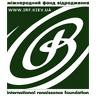 міжнародний фонд відродження
WWW.IRF.KIEV.UA
international renaissance foundation